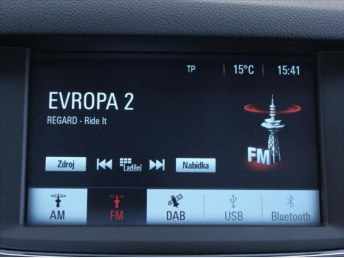 TP 15°C 15:41
EVROPA 2
REGARD - Ride It
FM
Zdroj Ladění Nabídka
AM FM DAB USB Bluetooth